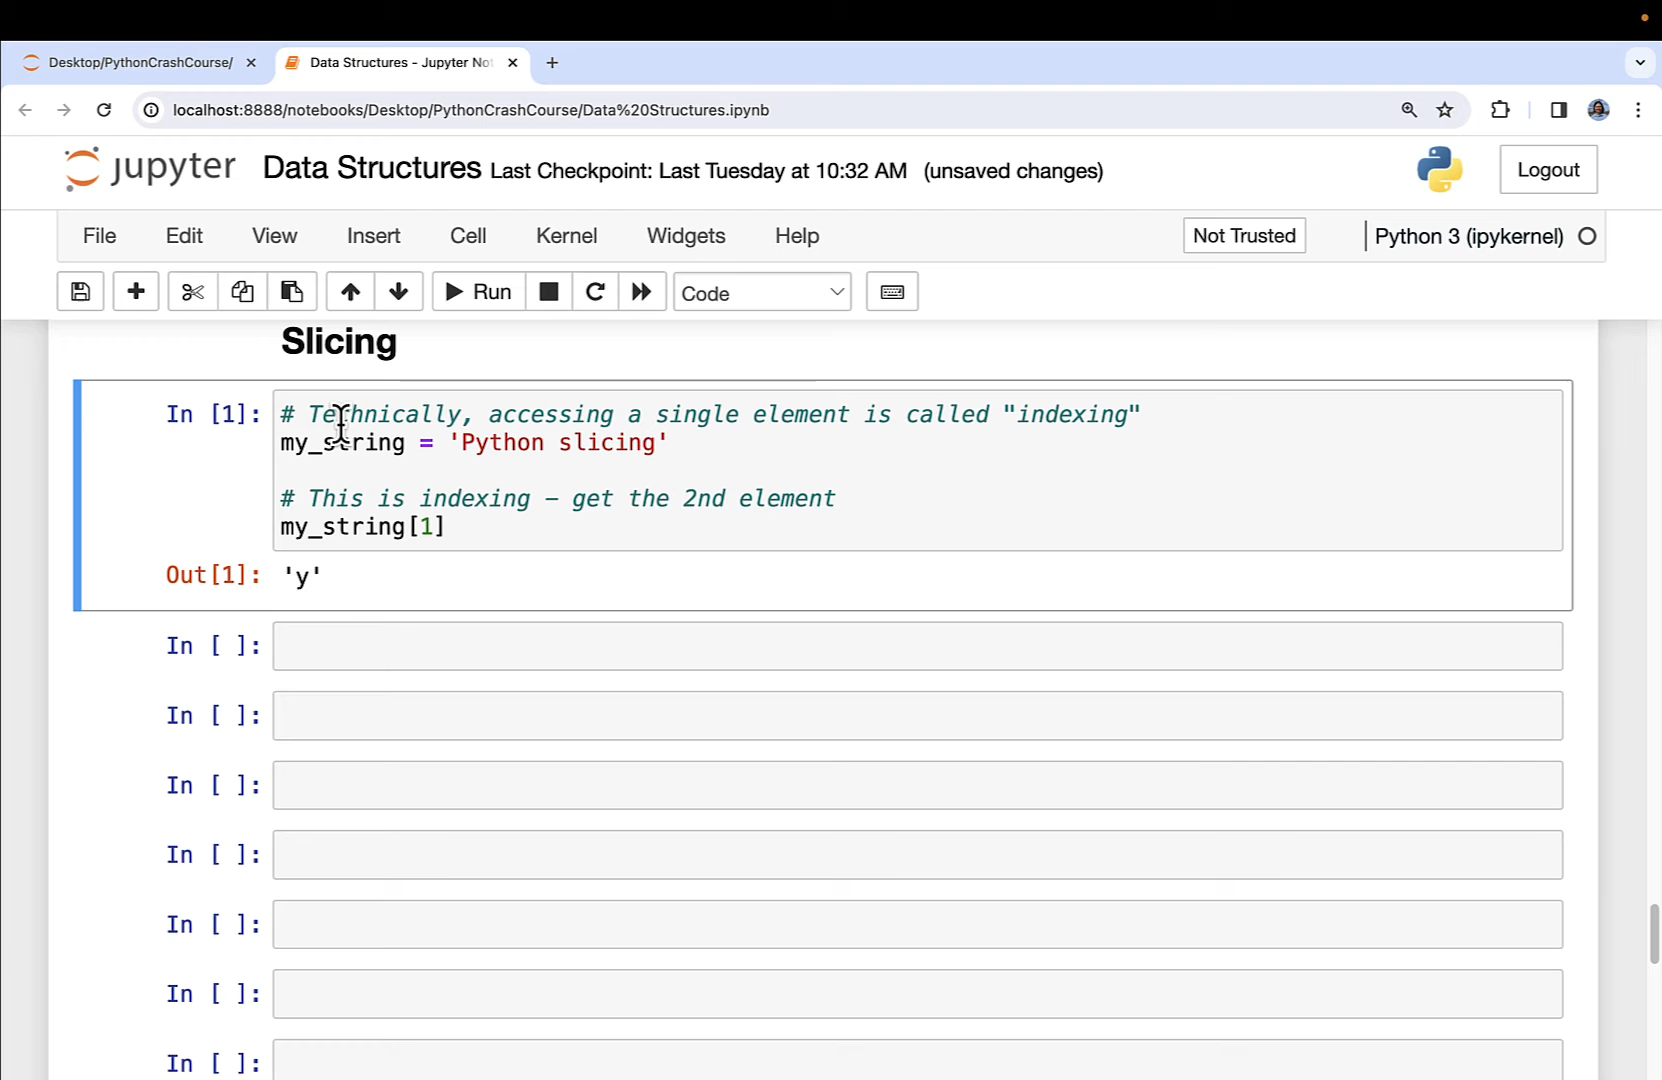 Desktop/PythonCrashCourse/
Data Structures - Jupyter Not
localhost:8888/notebooks/Desktop/PythonCrashCourse/Data%20Structures.ipynb
jupyter Data Structures Last Checkpoint: Last Tuesday at 10:32 AM (unsaved changes) Logout
File Edit View Insert Cell Kernel Widgets Help Not Trusted Python 3 (ipykernel)
Run Code
Slicing
In [1]: # Technically, accessing a single element is called "indexing"
my_string = 'Python slicing'
# This is indexing – get the 2nd element
my_string[1]
Out[1]: 'y'
In [ ]:
In [ ]:
In [ ]:
In [ ]:
In [ ]:
In [ ]:
In [ ]: